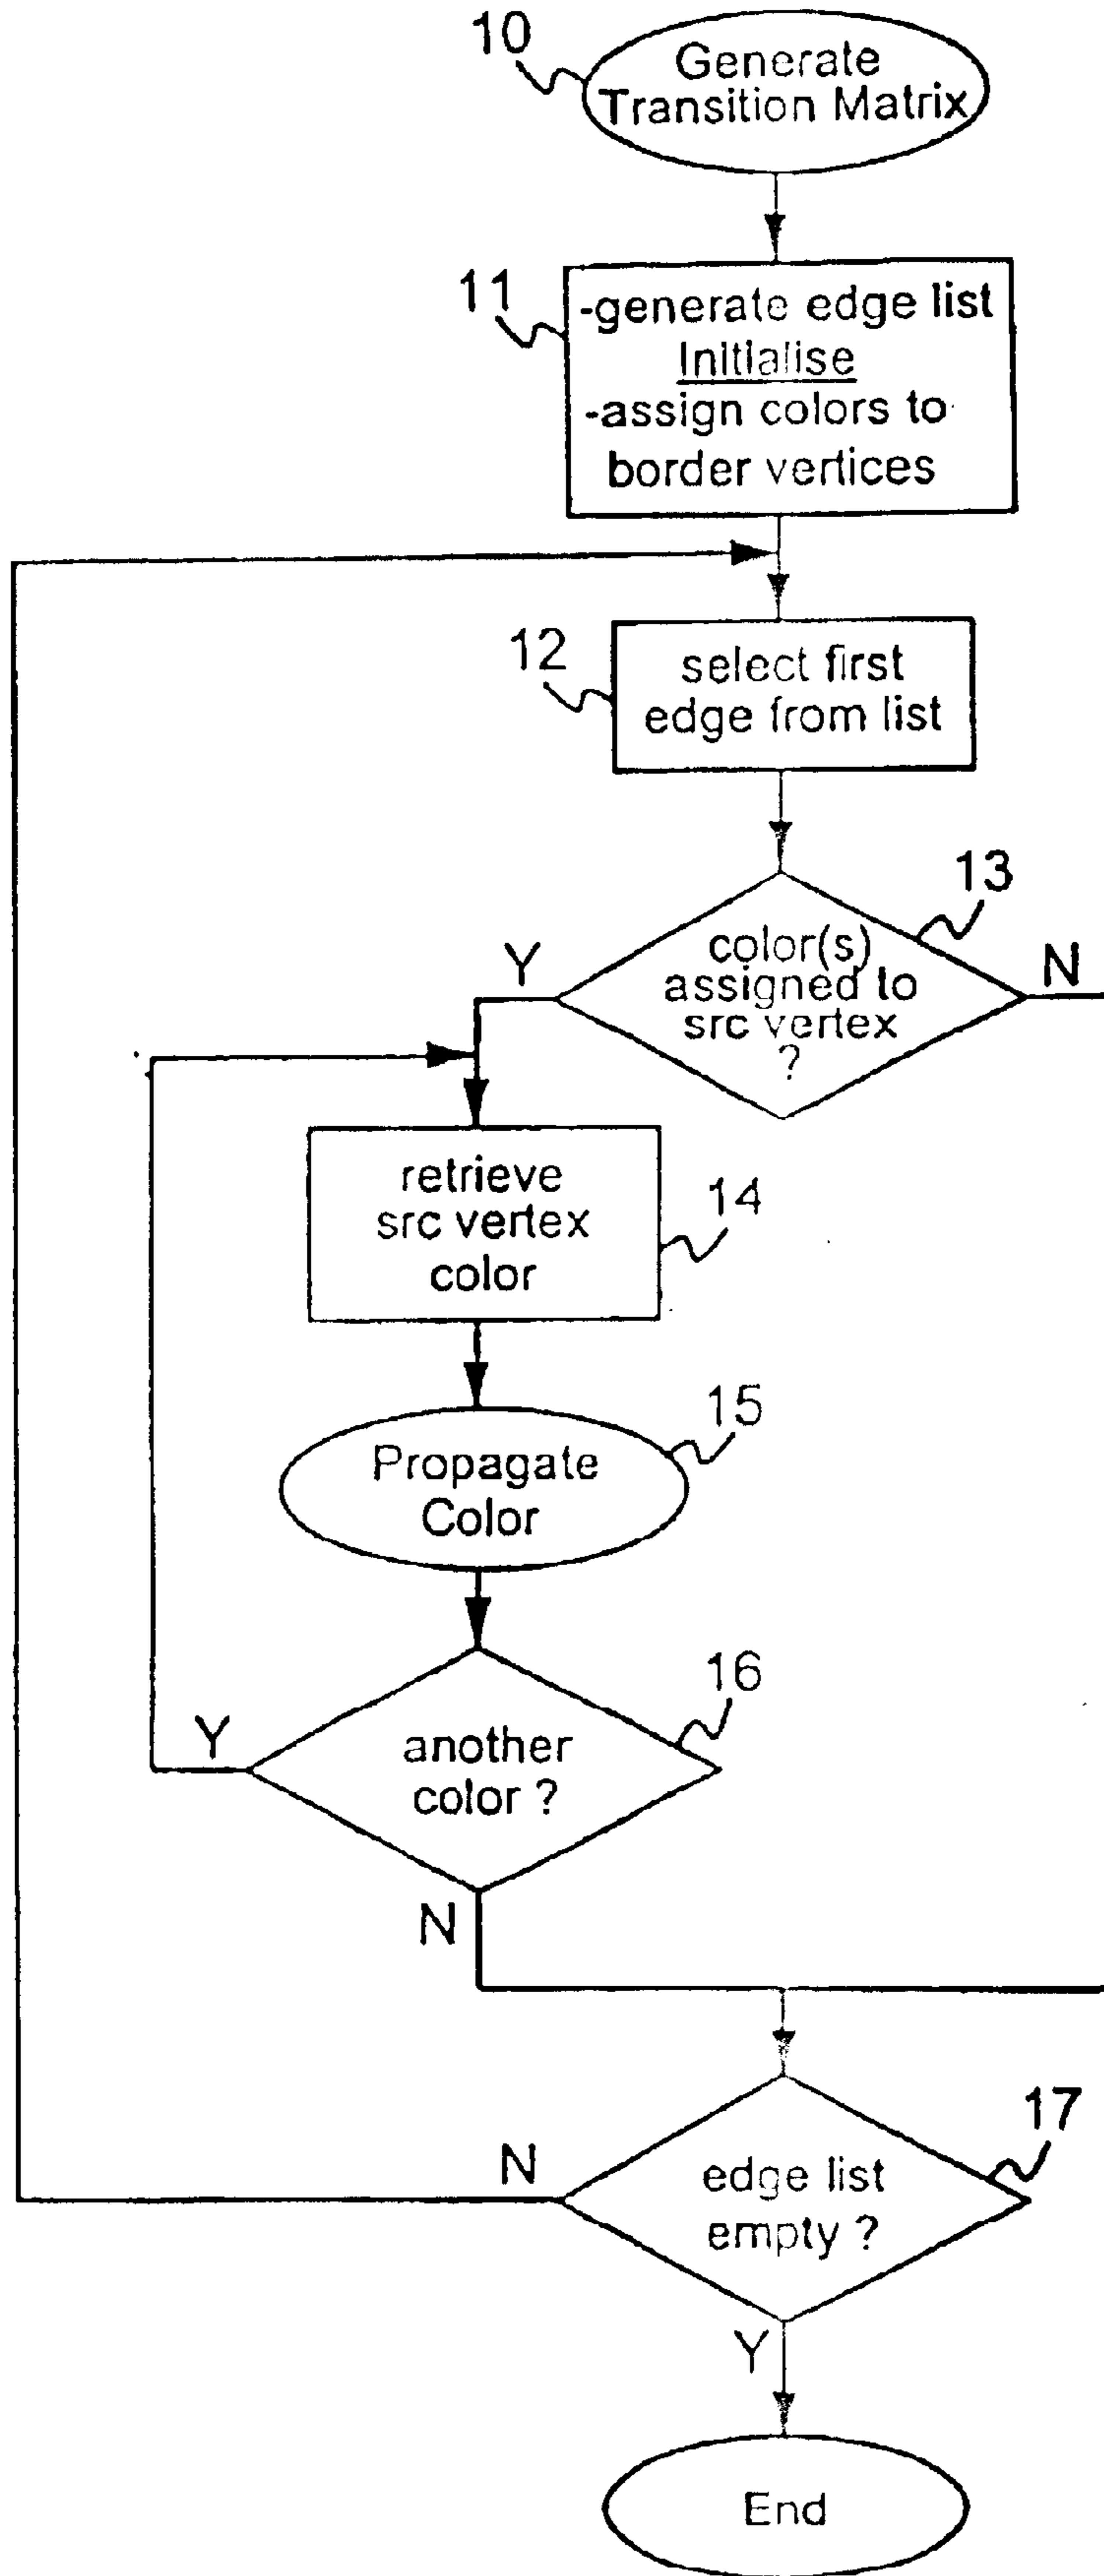 10
Generate
Transition Matrix
11
-generate edge list
Initialise
-assign colors to
border vertices
12
select first
edge from list
13
Y
color(s)
assigned to
src vertex
?
N
retrieve
src vertex
color
14
15
Propagate
Color
16
Y
another
color ?
N
17
N
edge list
empty ?
Y
End